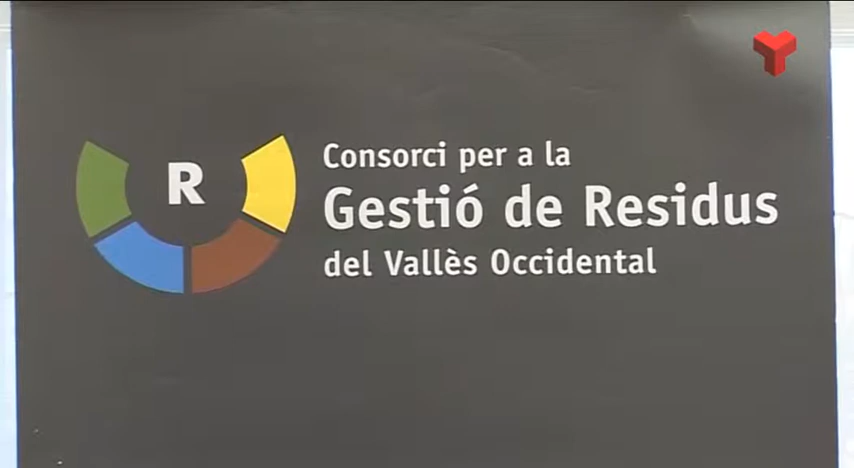 R
Consorci per a la
Gestió de Residus
del Vallès Occidental